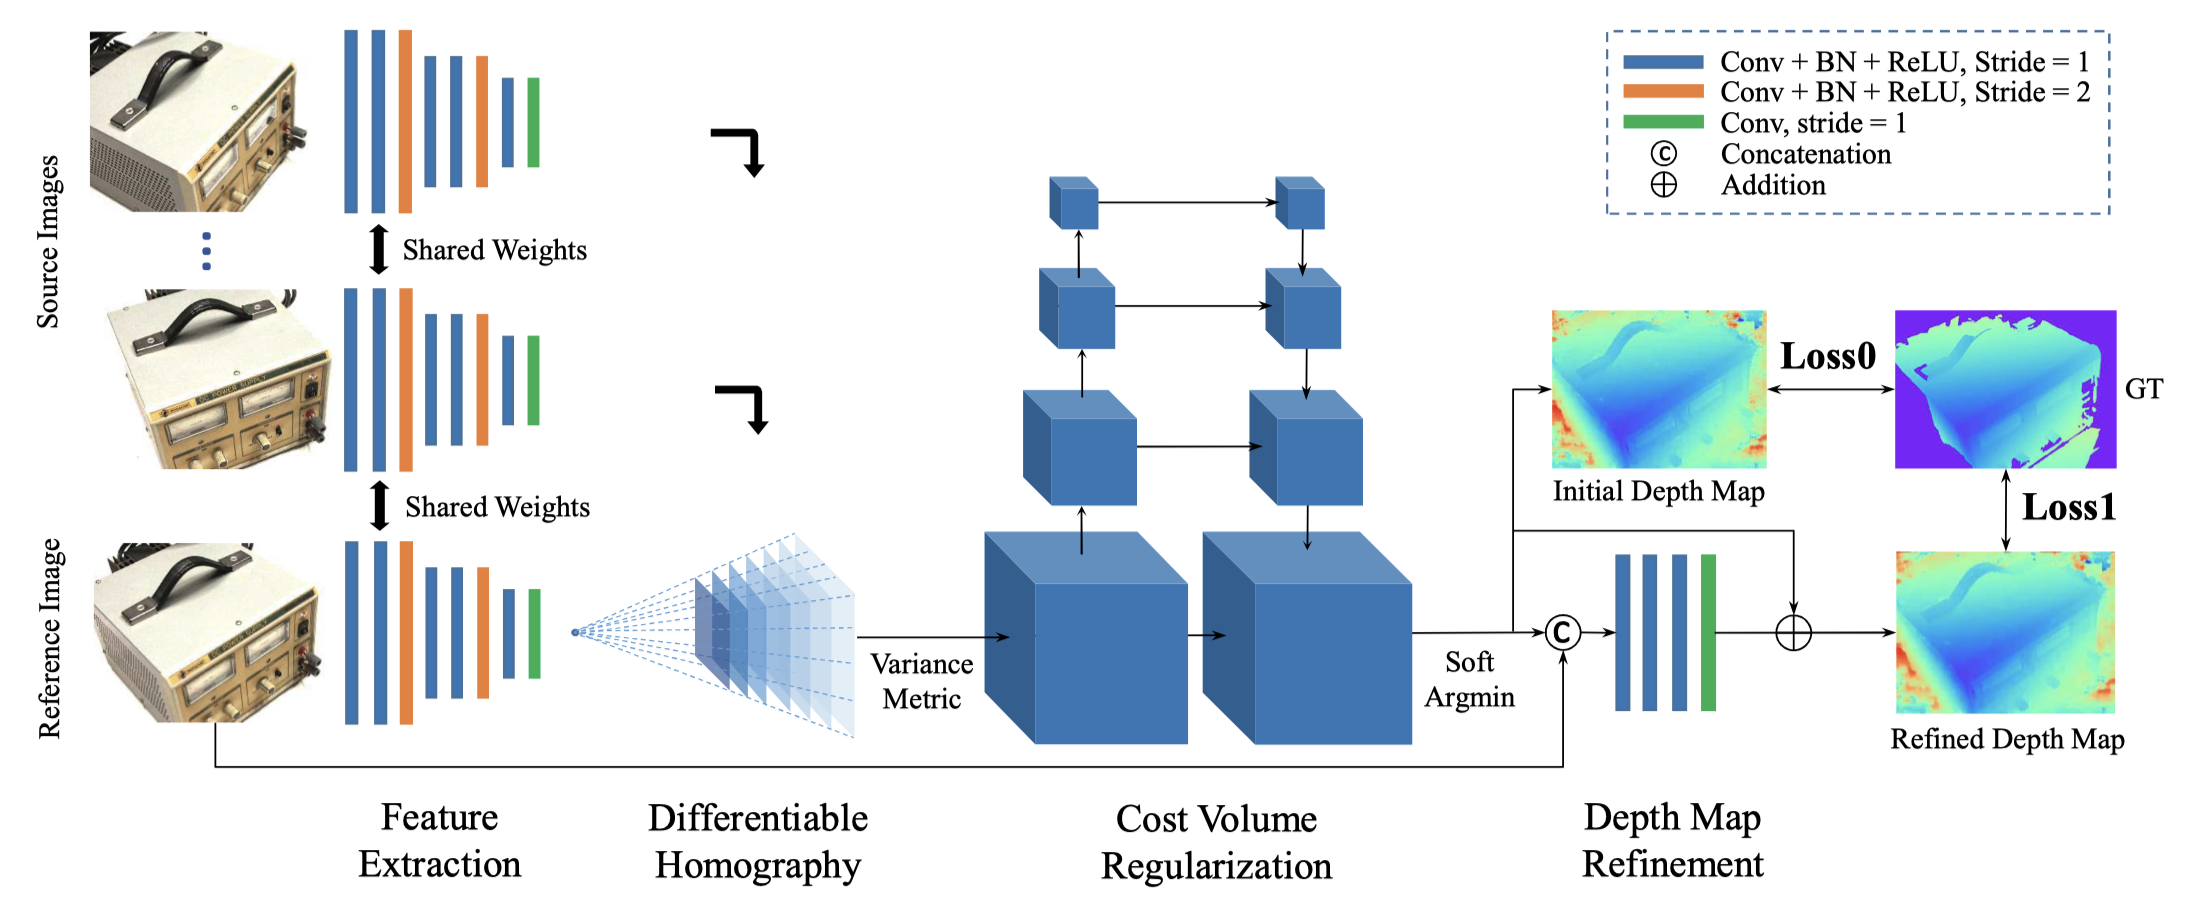 Source Images
Reference Image
Shared Weights
Shared Weights
Variance
Metric
Soft
Argmin
C
Conv + BN + ReLU, Stride = 1
Conv + BN + ReLU, Stride = 2
Conv, stride = 1
C Concatenation
Addition
Loss0
GT
Initial Depth Map
Loss1
Refined Depth Map
Feature
Extraction
Differentiable
Homography
Cost Volume
Regularization
Depth Map
Refinement